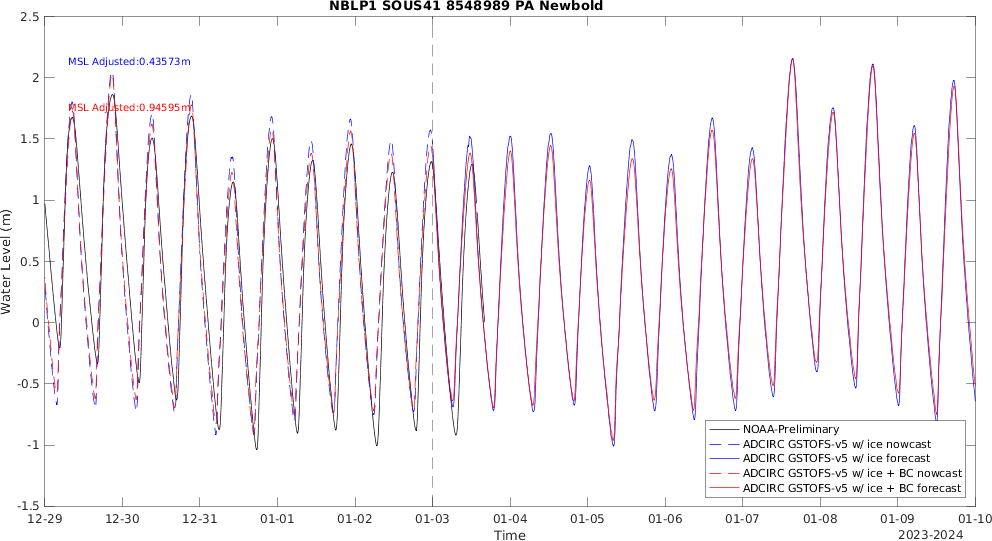 NBLP1 SOUS41 8548989 PA Newbold
2.5
2
1.5
1
0.5
0
-0.5
-1
-1.5
Water Level (m)
MSL Adjusted:0.43573m
MSL Adjusted:0.94595m
NOAA-Preliminary
ADCIRC GSTOFS-v5 w/ ice nowcast
ADCIRC GSTOFS-v5 w/ ice forecast
ADCIRC GSTOFS-v5 w/ ice + BC nowcast
ADCIRC GSTOFS-v5 w/ ice + BC forecast
12-29 12-30 12-31 01-01 01-02 01-03 01-04 01-05 01-06 01-07 01-08 01-09 01-10
Time
2023-2024